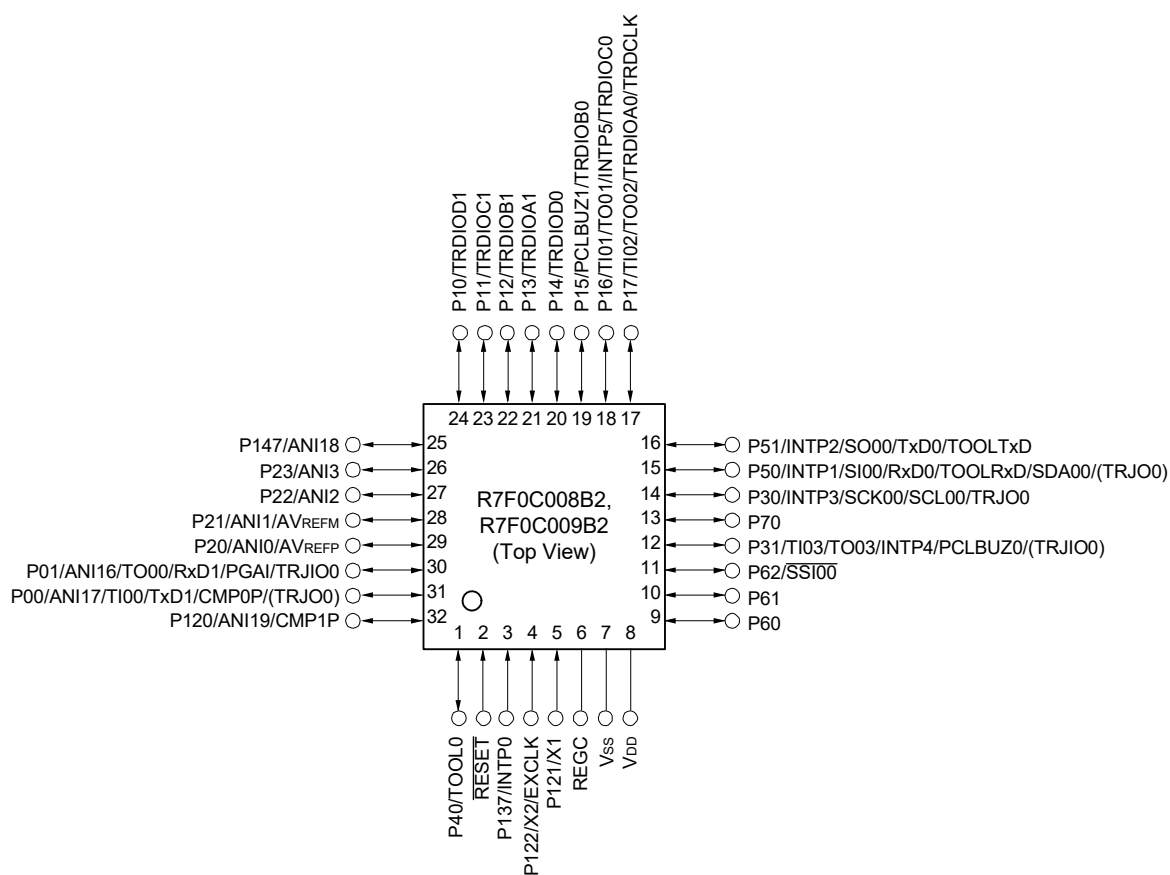 P10/TRDIOD1
P11/TRDIOC1
P12/TRDIOB1
P13/TRDIOA1
P14/TRDIOD0
P15/PCLBUZ1/TRDIOB0
P16/TI01/TO01/INTP5/TRDIOC0
P17/TI02/TO02/TRDIOA0/TRDCLK
24 23 22 21 20 19 18 17
P147/ANI18
P23/ANI3
P22/ANI2
P21/ANI1/AVREFM
P20/ANI0/AVREFP
P01/ANI16/TO00/RxD1/PGAI/TRJIO0
P00/ANI17/TI00/TxD1/CMP0P/(TRJO0)
P120/ANI19/CMP1P
25
26
27
28
29
30
31
32
R7F0C008B2,
R7F0C009B2
(Top View)
16
15
14
13
12
11
10
9
P51/INTP2/SO00/TxD0/TOOLTxD
P50/INTP1/SI00/RxD0/TOOLRxD/SDA00/(TRJO0)
P30/INTP3/SCK00/SCL00/TRJO0
P70
P31/TI03/TO03/INTP4/PCLBUZ0/(TRJIO0)
P62/SSI00
P61
P60
1 2 3 4 5 6 7 8
P40/TOOL0
RESET
P137/INTP0
P122/X2/EXCLK
P121/X1
REGC
VSS
VDD